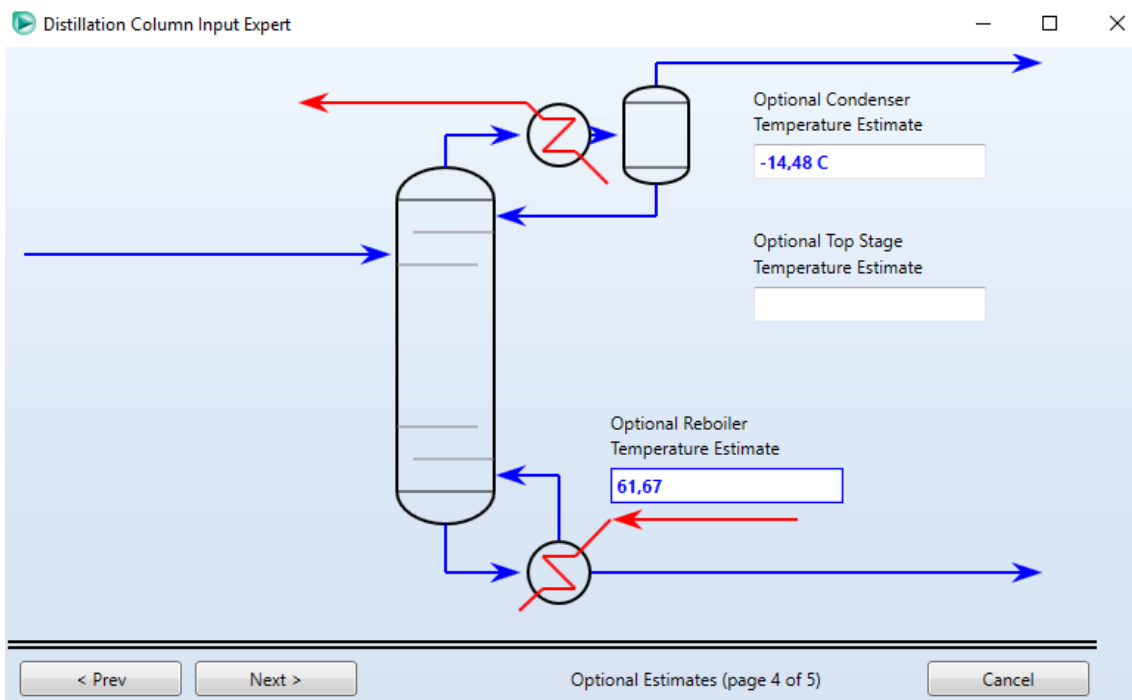 Distillation Column Input Expert
Optional Condenser
Temperature Estimate
-14,48 C
Optional Top Stage
Temperature Estimate
Optional Reboiler
Temperature Estimate
61,67
< Prev
Next >
Optional Estimates (page 4 of 5)
Cancel